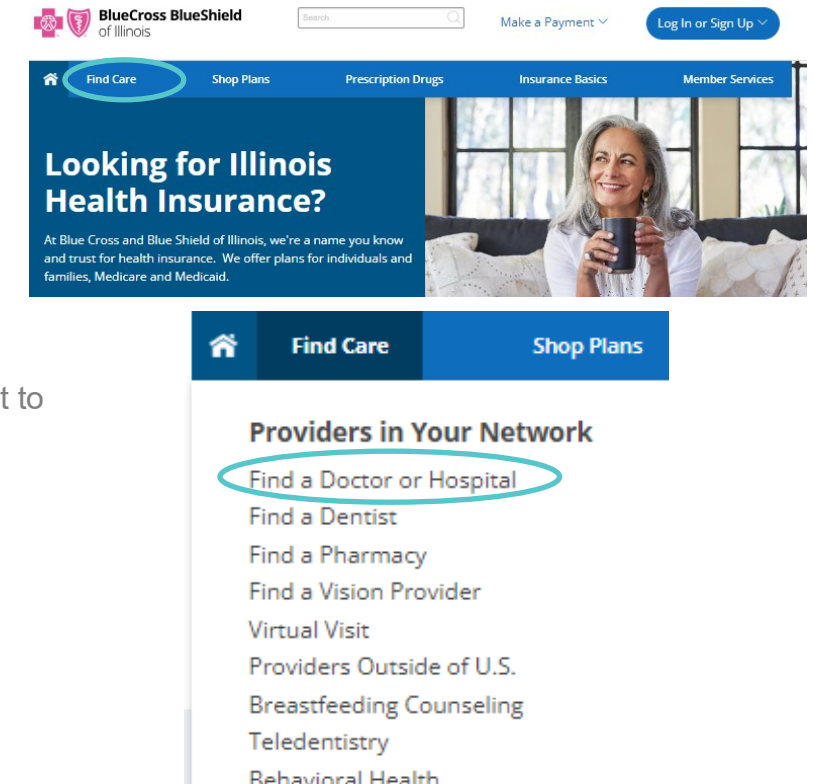 BlueCross BlueShield
of Illinois
Search
Make a Payment
Log In or Sign Up
Find Care
Shop Plans
Prescription Drugs
Insurance Basics
Member Services
Looking for Illinois
Health Insurance?
At Blue Cross and Blue Shield of Illinois, we're a name you know
and trust for health insurance. We offer plans for individuals and
families, Medicare and Medicaid.
Find Care
Shop Plans
t to
Providers in Your Network
Find a Doctor or Hospital
Find a Dentist
Find a Pharmacy
Find a Vision Provider
Virtual Visit
Providers Outside of U.S.
Breastfeeding Counseling
Teledentistry
Behavioral Health